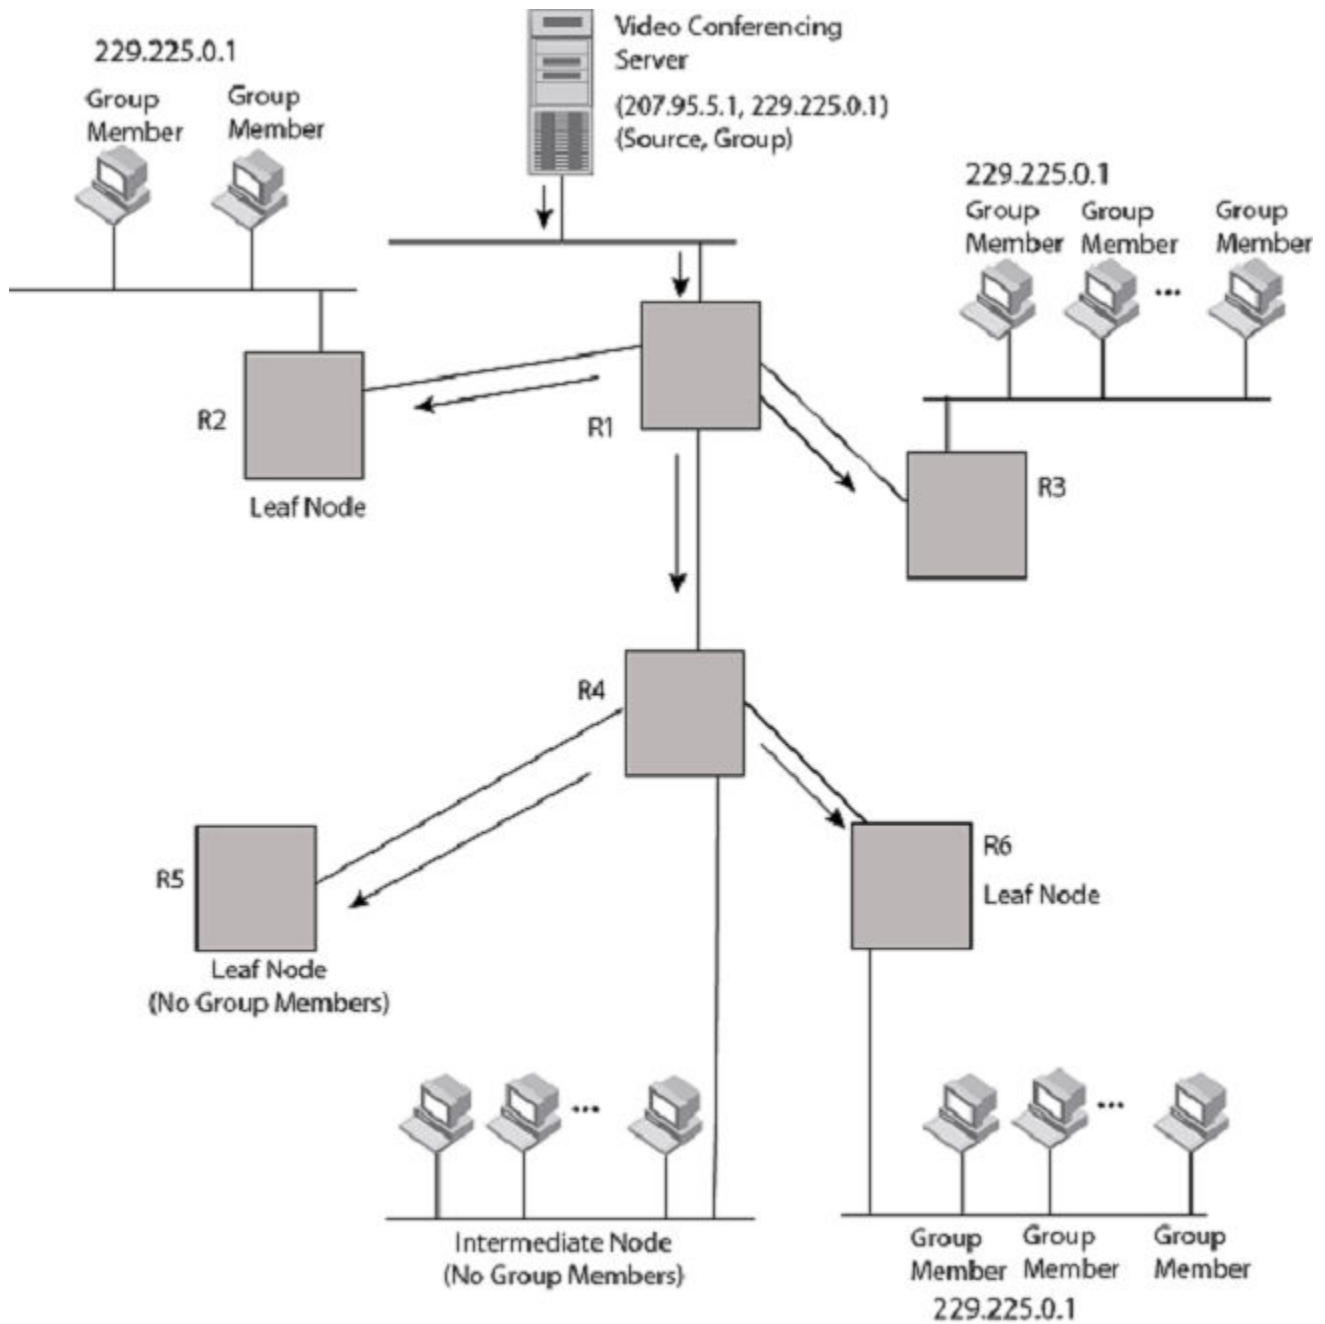 Video Conferencing
Server
(207.95.5.1, 229.225.0.1)
(Source, Group)
229.225.0.1
Group
Member
Group
Member
229.225.0.1
Group
Member
Group
Member
...
Group
Member
R2
Leaf Node
R1
R3
R4
R5
Leaf Node
(No Group Members)
R6
Leaf Node
...
Intermediate Node
(No Group Members)
...
Group
Member
Group
Member
Group
Member
229.225.0.1